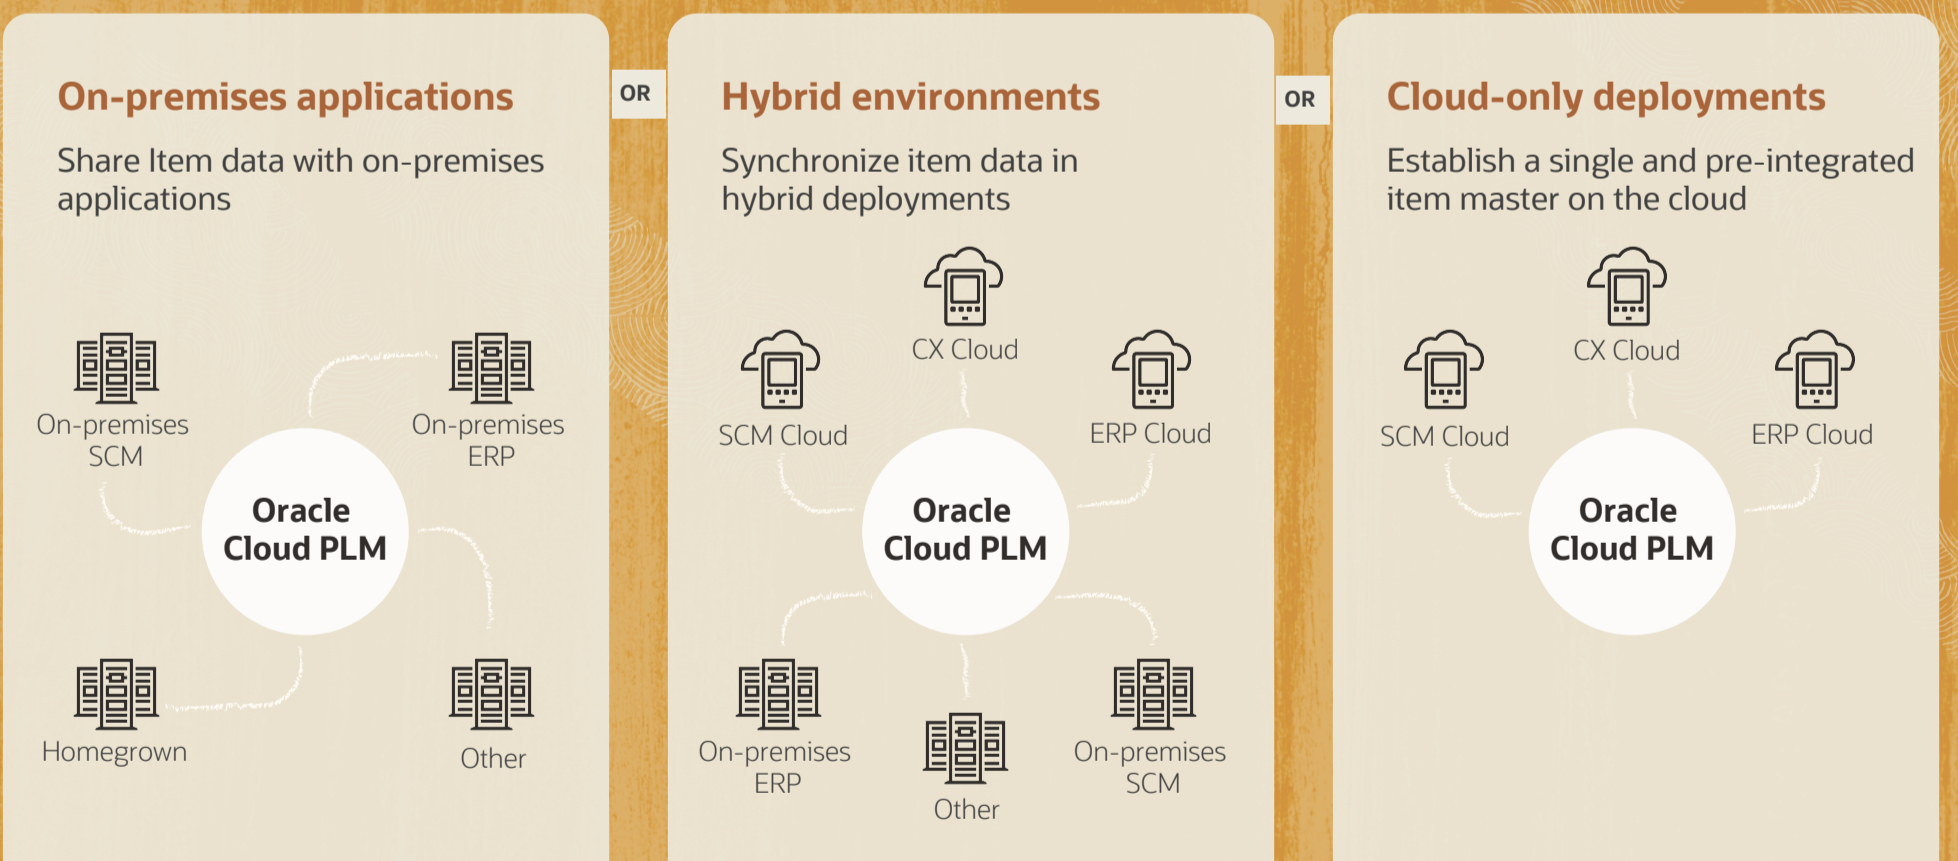 On-premises applications
Share Item data with on-premises
applications
On-premises
SCM
On-premises
ERP
Oracle
Cloud PLM
Homegrown
Other
OR
Hybrid environments
Synchronize item data in
hybrid deployments
CX Cloud
SCM Cloud
ERP Cloud
Oracle
Cloud PLM
On-premises
ERP
Other
On-premises
SCM
OR
Cloud-only deployments
Establish a single and pre-integrated
item master on the cloud
CX Cloud
SCM Cloud
ERP Cloud
Oracle
Cloud PLM